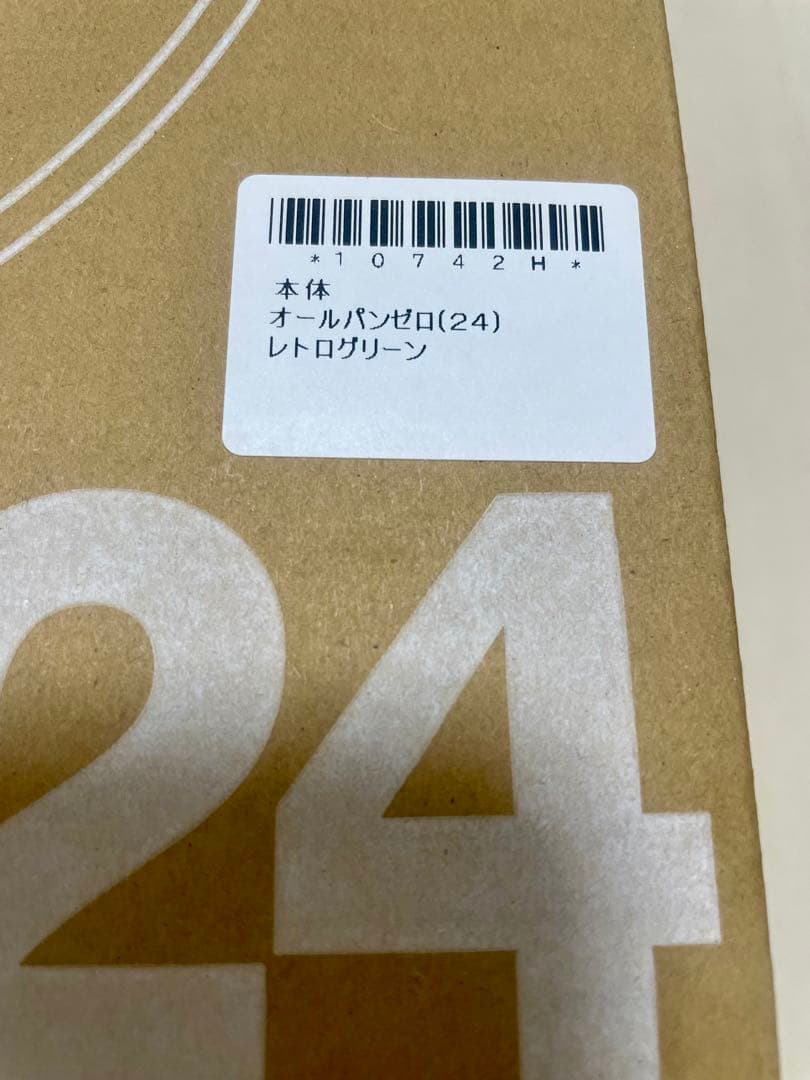 *10742H*
本体
オールパンゼロ(24)
レトログリーン
24